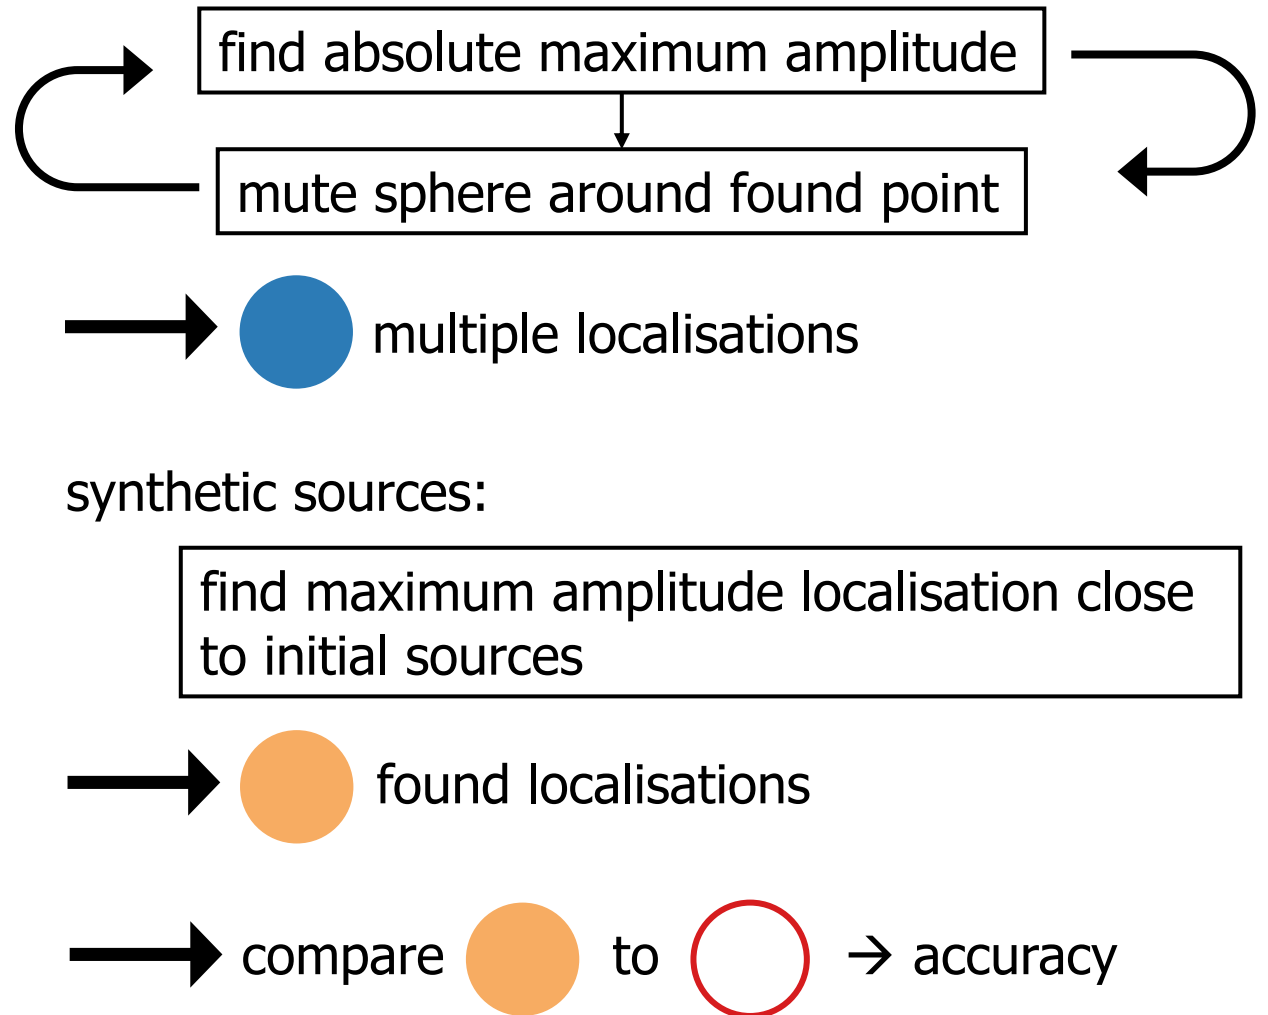 find absolute maximum amplitude
mute sphere around found point
multiple localisations
synthetic sources:
find maximum amplitude localisation close
to initial sources
found localisations
compare to → accuracy